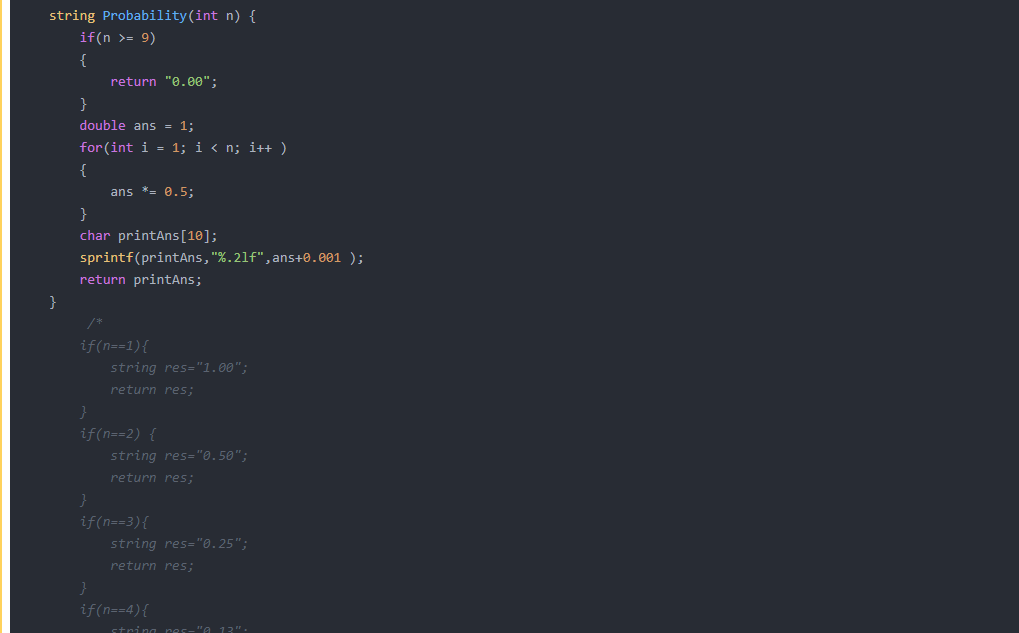 string Probability(int n) {
if(n >= 9)
{
return "0.00";
}
double ans = 1;
for(int i = 1; i < n; i++ )
{
ans *= 0.5;
}
char printAns[10];
sprintf(printAns,"%.2lf",ans+0.001 );
return printAns;
}
/*
if(n==1){
string res="1.00";
return res;
}
if(n==2) {
string res="0.50";
return res;
}
if(n==3){
string res="0.25";
return res;
}
if(n==4){
string res="0.13";